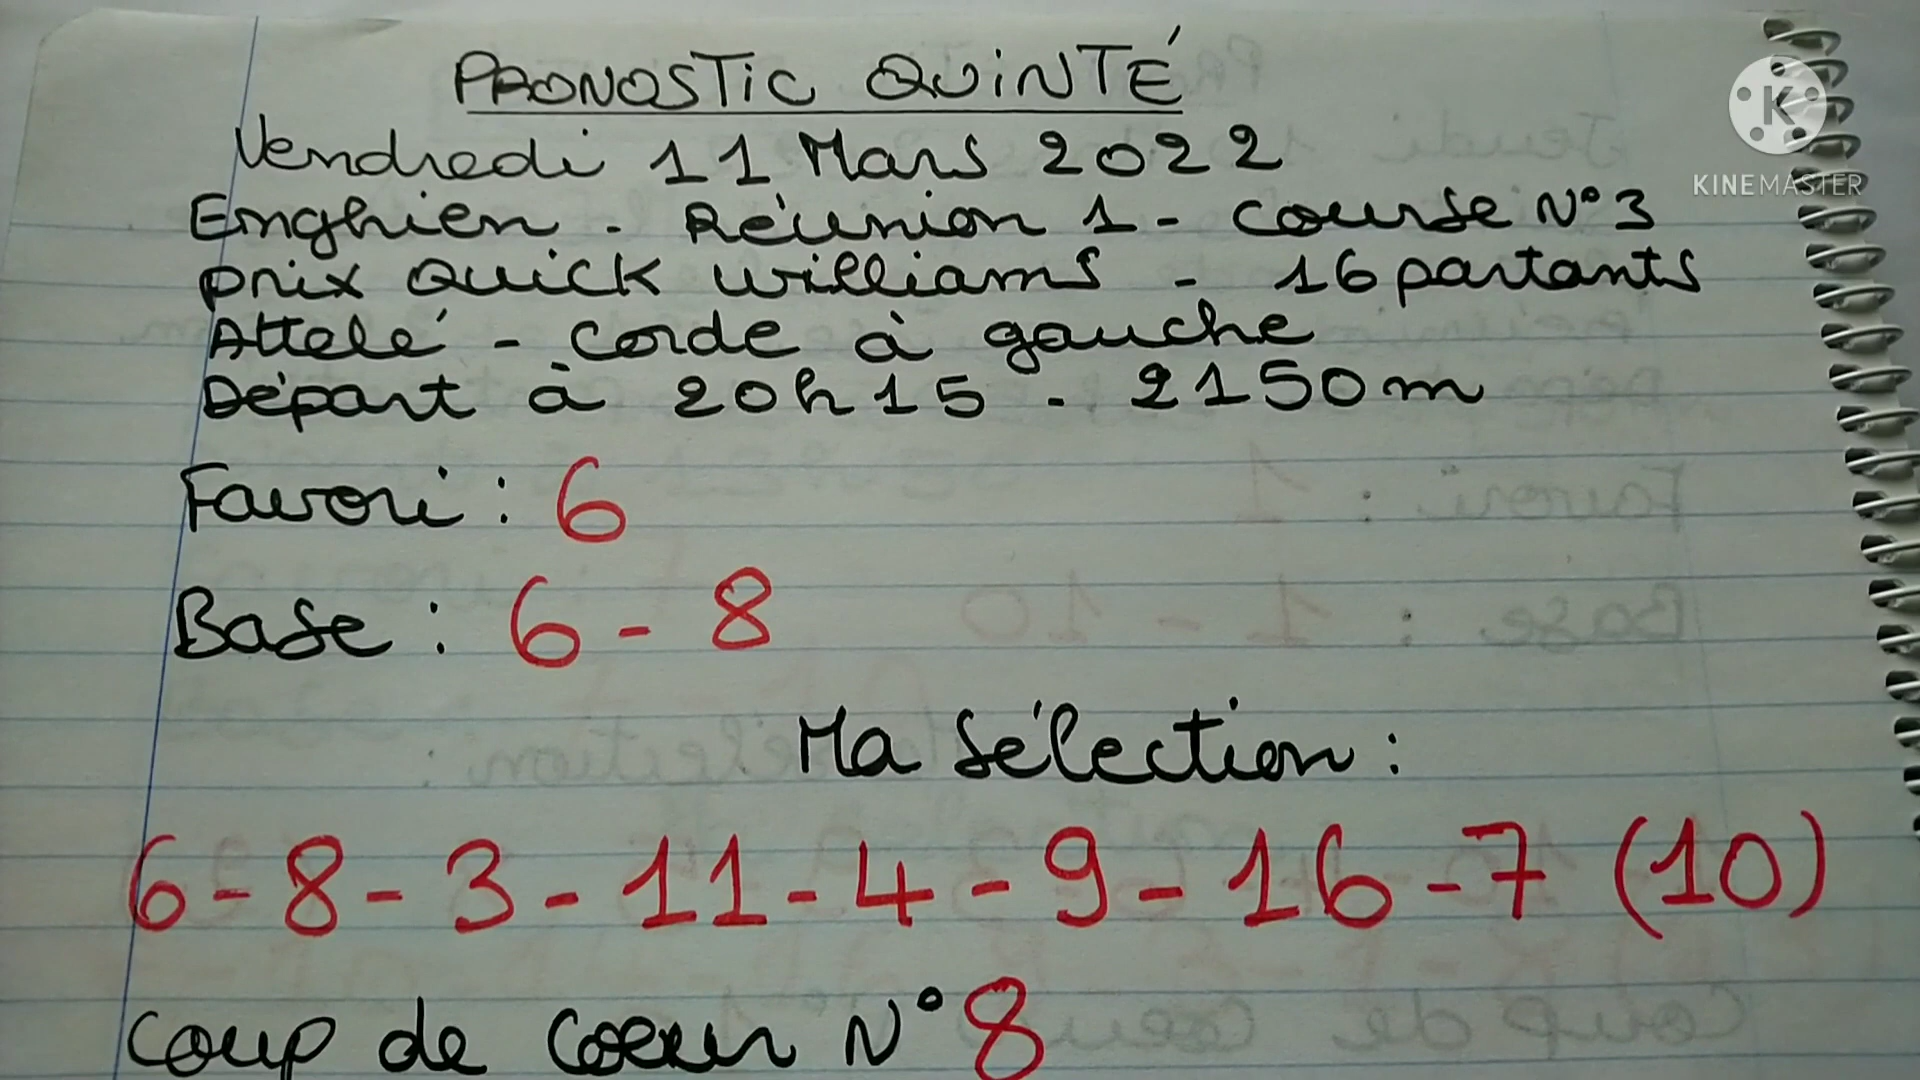 PRONOSTIC QUINTÉ
Vendredi 11 Mars 2022
Enghien - Réunion 1 - course N°3
prix QUICK williams - 16 partants
Attelé - corde à gauche
Départ à 20h15 - 2150m
Favori : 6
Base : 6 - 8
Ma sélection :
6 - 8 - 3 - 11 - 4 - 9 - 16 - 7 (10)
coup de coeur N°8
K
KINEMASTER